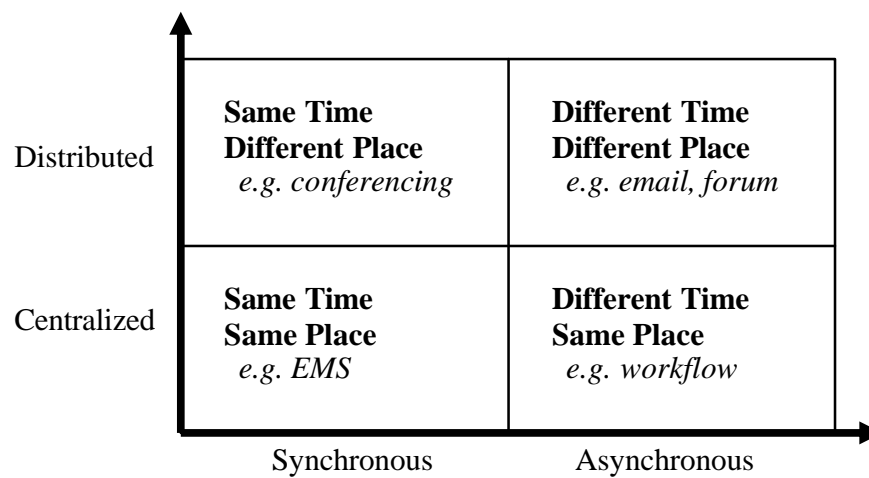 Distributed
Same Time
Different Place
e.g. conferencing
Different Time
Different Place
e.g. email, forum
Centralized
Same Time
Same Place
e.g. EMS
Different Time
Same Place
e.g. workflow
Synchronous
Asynchronous